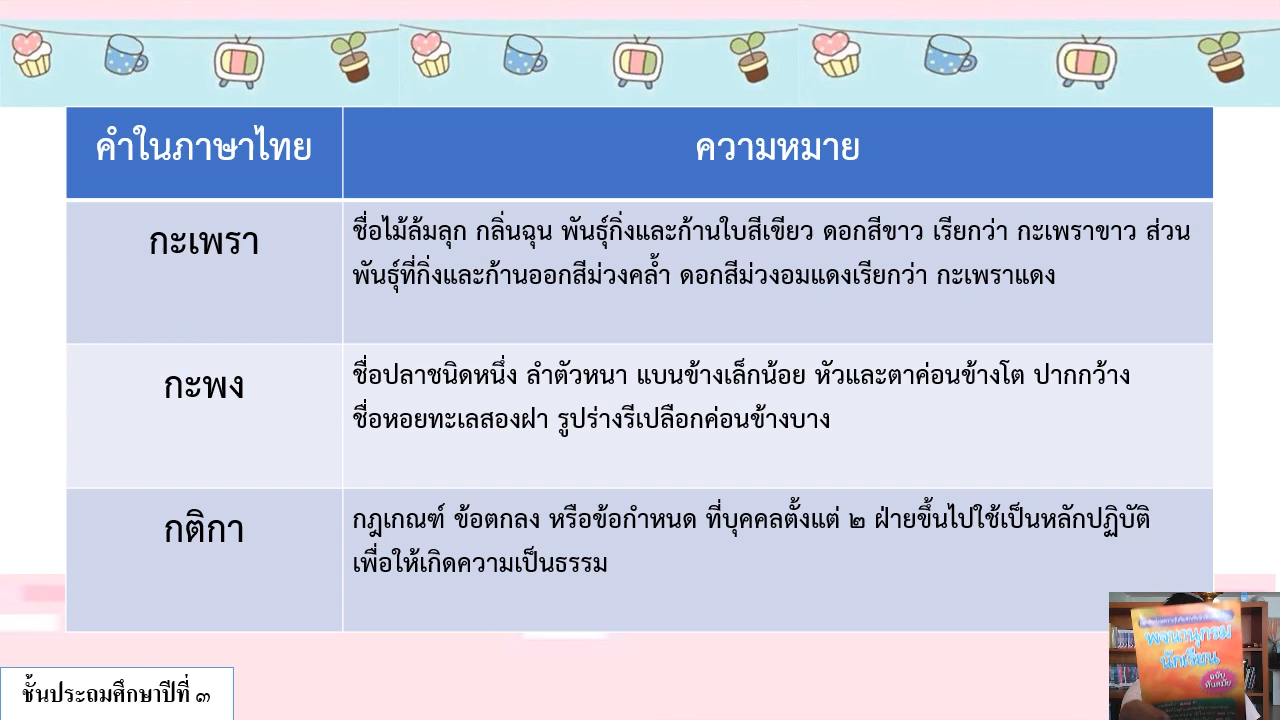 คำในภาษาไทย
ความหมาย
กะเพรา
ชื่อไม้ล้มลุก กลิ่นฉุน พันธุ์กิ่งและก้านใบสีเขียว ดอกสีขาว เรียกว่า กะเพราขาว ส่วน
พันธุ์ที่กิ่งและก้านออกสีม่วงคล้ำ ดอกสีม่วงอมแดงเรียกว่า กะเพราแดง
กะพง
ชื่อปลาชนิดหนึ่ง ลำตัวหนา แบนข้างเล็กน้อย หัวและตาค่อนข้างโต ปากกว้าง
ชื่อหอยทะเลสองฝา รูปร่างรีเปลือกค่อนข้างบาง
กติกา
กฎเกณฑ์ ข้อตกลง หรือข้อกำหนด ที่บุคคลตั้งแต่ ๒ ฝ่ายขึ้นไปใช้เป็นหลักปฏิบัติ
เพื่อให้เกิดความเป็นธรรม
พจนานุกรม
นักเรียน
ฉบับ
ทันสมัย
ชั้นประถมศึกษาปีที่ ๓